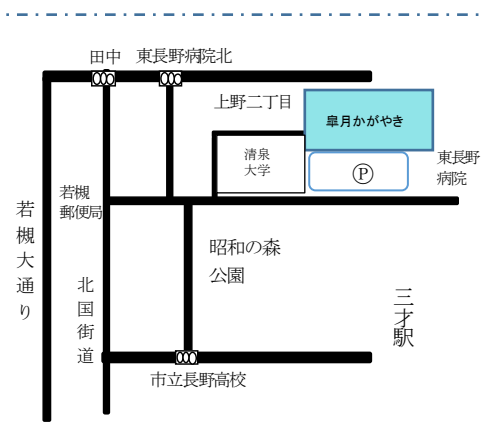 田中
東長野病院北
上野二丁目
皐月かがやき
清泉
大学
Ⓟ
東長野
病院
若槻
郵便局
若槻大通り
昭和の森
公園
北国街道
三才駅
市立長野高校